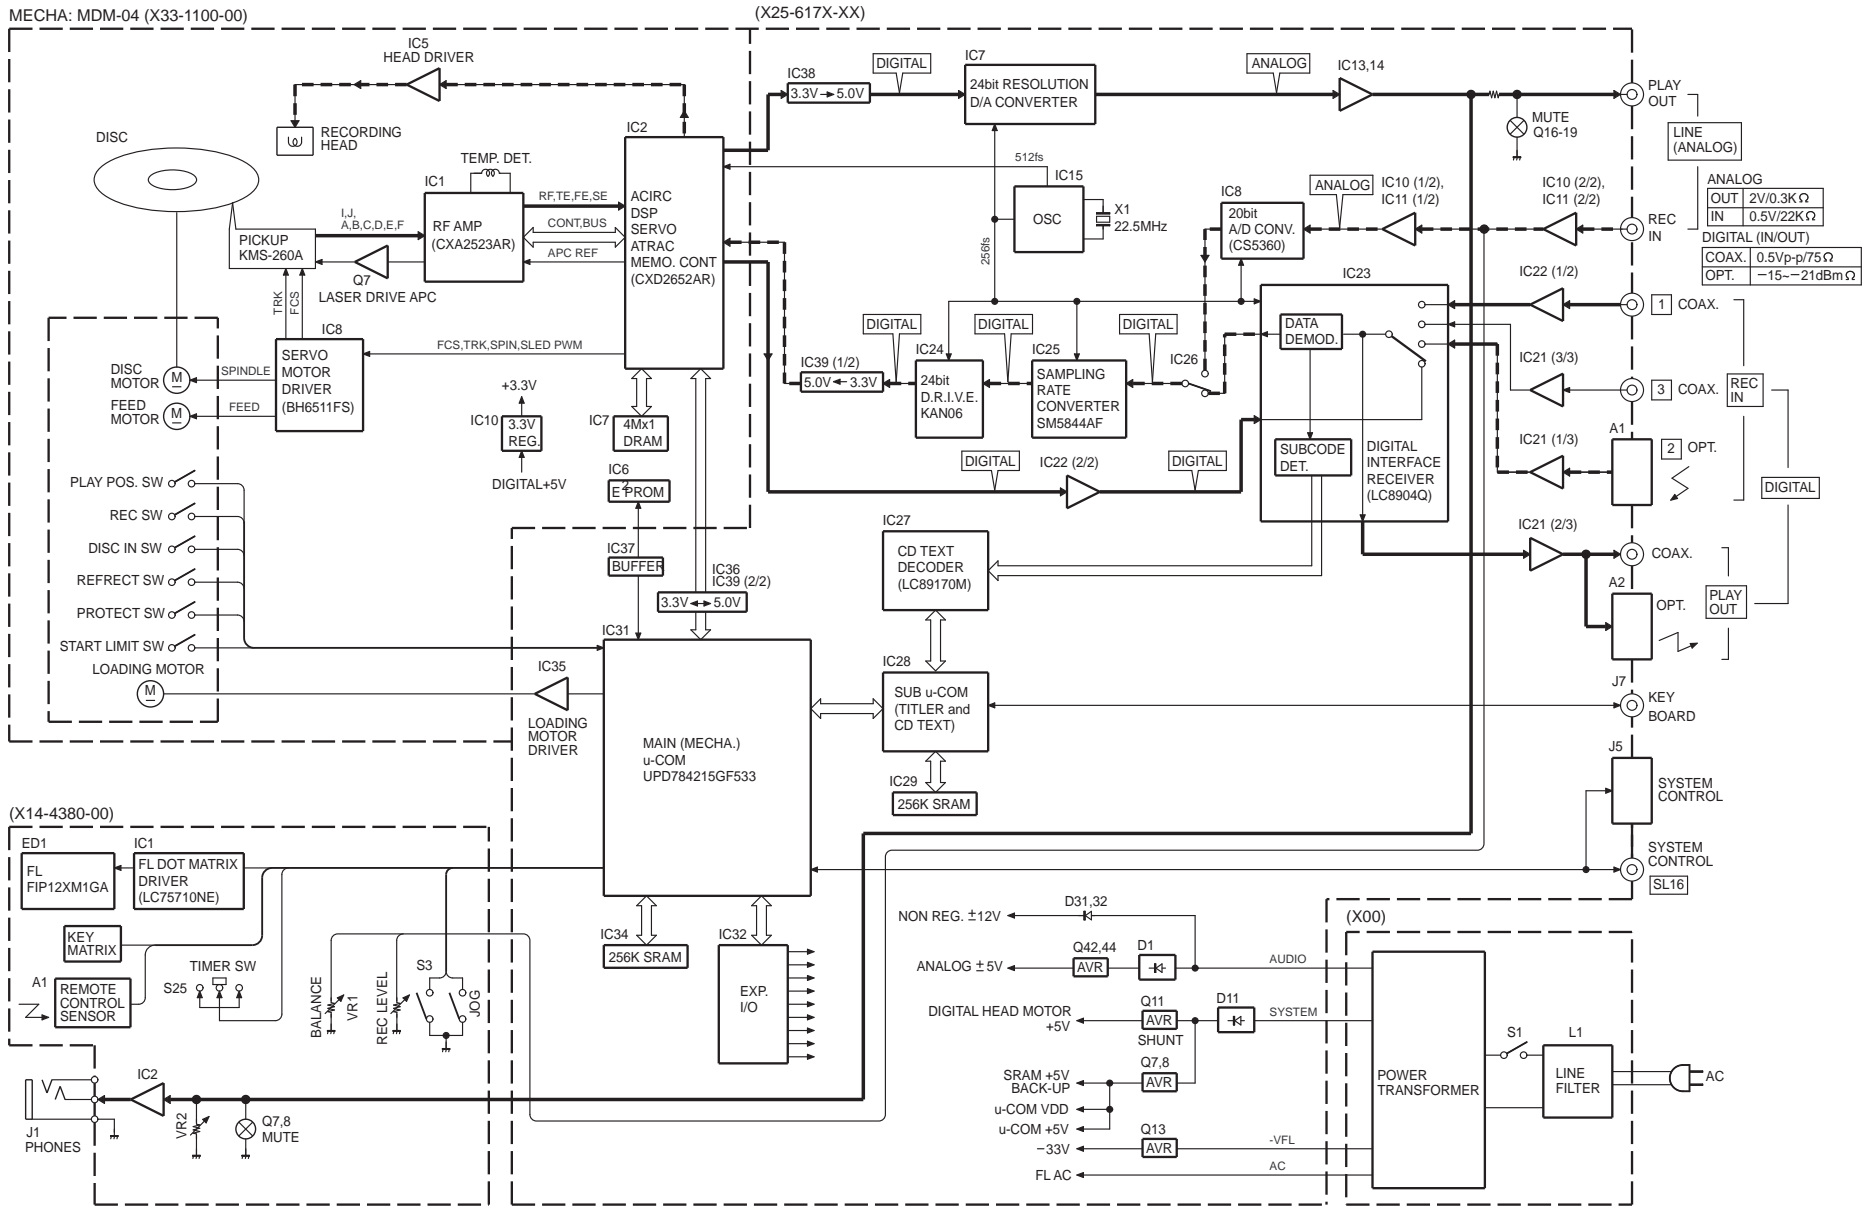 MECHA: MDM-04 (X33-1100-00)
(X25-617X-XX)
IC5
HEAD DRIVER
RECORDING
HEAD
DISC
TEMP. DET.
IC1
RF AMP
(CXA2523AR)
I,J,
A,B,C,D,E,F
PICKUP
KMS-260A
Q7
LASER DRIVE APC
RF,TE,FE,SE
CONT,BUS
APC REF
IC2
ACIRC
DSP
SERVO
ATRAC
MEMO. CONT
(CXD2652AR)
TRK
FCS
IC8
SERVO
MOTOR
DRIVER
(BH6511FS)
FCS,TRK,SPIN,SLED PWM
DISC
MOTOR
M
SPINDLE
FEED
MOTOR
M
FEED
+3.3V
IC10
3.3V
REG.
DIGITAL+5V
IC7
4Mx1
DRAM
IC6
E2PROM
IC37
BUFFER
IC36
IC39 (2/2)
3.3V
5.0V
PLAY POS. SW
REC SW
DISC IN SW
REFRECT SW
PROTECT SW
START LIMIT SW
LOADING MOTOR
M
IC35
LOADING
MOTOR
DRIVER
IC31
MAIN (MECHA.)
u-COM
UPD784215GF533
IC38
3.3V
5.0V
DIGITAL
IC7
24bit RESOLUTION
D/A CONVERTER
ANALOG
IC13,14
MUTE
Q16-19
PLAY
OUT
LINE
(ANALOG)
512fs
IC15
OSC
X1
22.5MHz
256fs
IC8
20bit
A/D CONV.
(CS5360)
ANALOG
IC10 (1/2),
IC11 (1/2)
IC10 (2/2),
IC11 (2/2)
REC
IN
ANALOG
OUT 2V/0.3KΩ
IN 0.5V/22KΩ
DIGITAL (IN/OUT)
COAX. 0.5Vp-p/75Ω
OPT. −15~−21dBmΩ
IC23
DATA
DEMOD.
SUBCODE
DET.
DIGITAL
INTERFACE
RECEIVER
(LC8904Q)
IC22 (1/2)
1 COAX.
IC21 (3/3)
3 COAX.
REC
IN
IC21 (1/3)
A1
2 OPT.
DIGITAL
IC39 (1/2)
5.0V
3.3V
DIGITAL
IC24
24bit
D.R.I.V.E.
KAN06
DIGITAL
IC25
SAMPLING
RATE
CONVERTER
SM5844AF
DIGITAL
IC26
DIGITAL
IC22 (2/2)
DIGITAL
IC21 (2/3)
COAX.
A2
OPT.
PLAY
OUT
IC27
CD TEXT
DECODER
(LC89170M)
IC28
SUB u-COM
(TITLER and
CD TEXT)
IC29
256K SRAM
J7
KEY
BOARD
J5
SYSTEM
CONTROL
SYSTEM
CONTROL
SL16
(X14-4380-00)
ED1
FL
FIP12XM1GA
IC1
FL DOT MATRIX
DRIVER
(LC75710NE)
KEY
MATRIX
A1
REMOTE
CONTROL
SENSOR
TIMER SW
S25
BALANCE
VR1
REC LEVEL
S3
JOG
IC34
256K SRAM
IC32
EXP.
I/O
J1
PHONES
IC2
VR2
Q7,8
MUTE
NON REG. ±12V
D31,32
ANALOG ±5V
Q42,44
AVR
D1
AUDIO
DIGITAL HEAD MOTOR
+5V
Q11
AVR
SHUNT
D11
SYSTEM
SRAM +5V
BACK-UP
Q7,8
AVR
u-COM VDD
u-COM +5V
−33V
Q13
AVR
-VFL
FL AC
AC
(X00)
POWER
TRANSFORMER
S1
L1
LINE
FILTER
AC